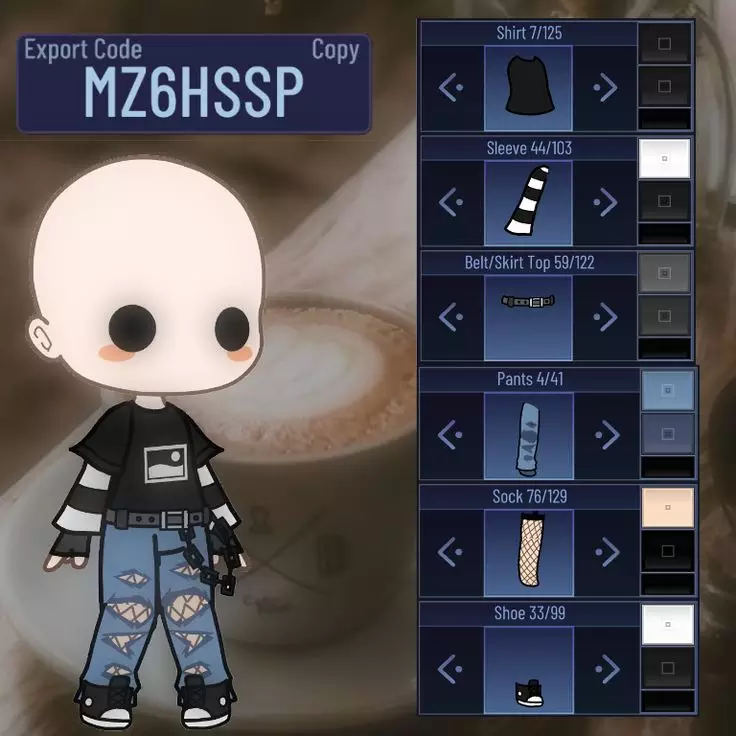 Export Code Copy
MZ6HSSP
Shirt 7/125
Sleeve 44/103
Belt/Skirt Top 59/122
Pants 4/41
Sock 76/129
Shoe 33/99